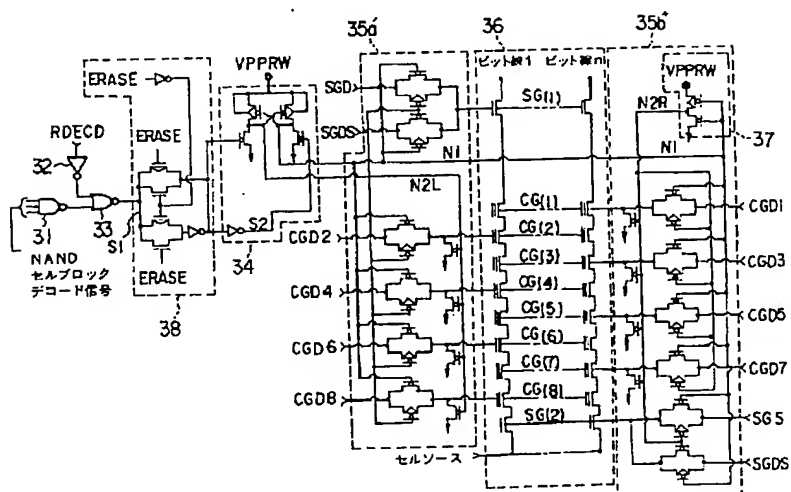 35a'
36
35b'
ビット線1 ビット線n
VPPRW
VPPRW
ERASE
SGD
SG(1)
RDECD
SGDS
N2R
37
32
ERASE
N1
N1
N2L
CG(1)
CGD1
CGD2
CG(2)
33
S1
S2
CG(3)
CGD3
31
34
CGD4
CG(4)
NAND
セルブロック
デコード信号
ERASE
CG(5)
CGD5
38
CGD6
CG(6)
CG(7)
CGD7
CGD8
CG(8)
SG(2)
SGS
セルソース
SGDS